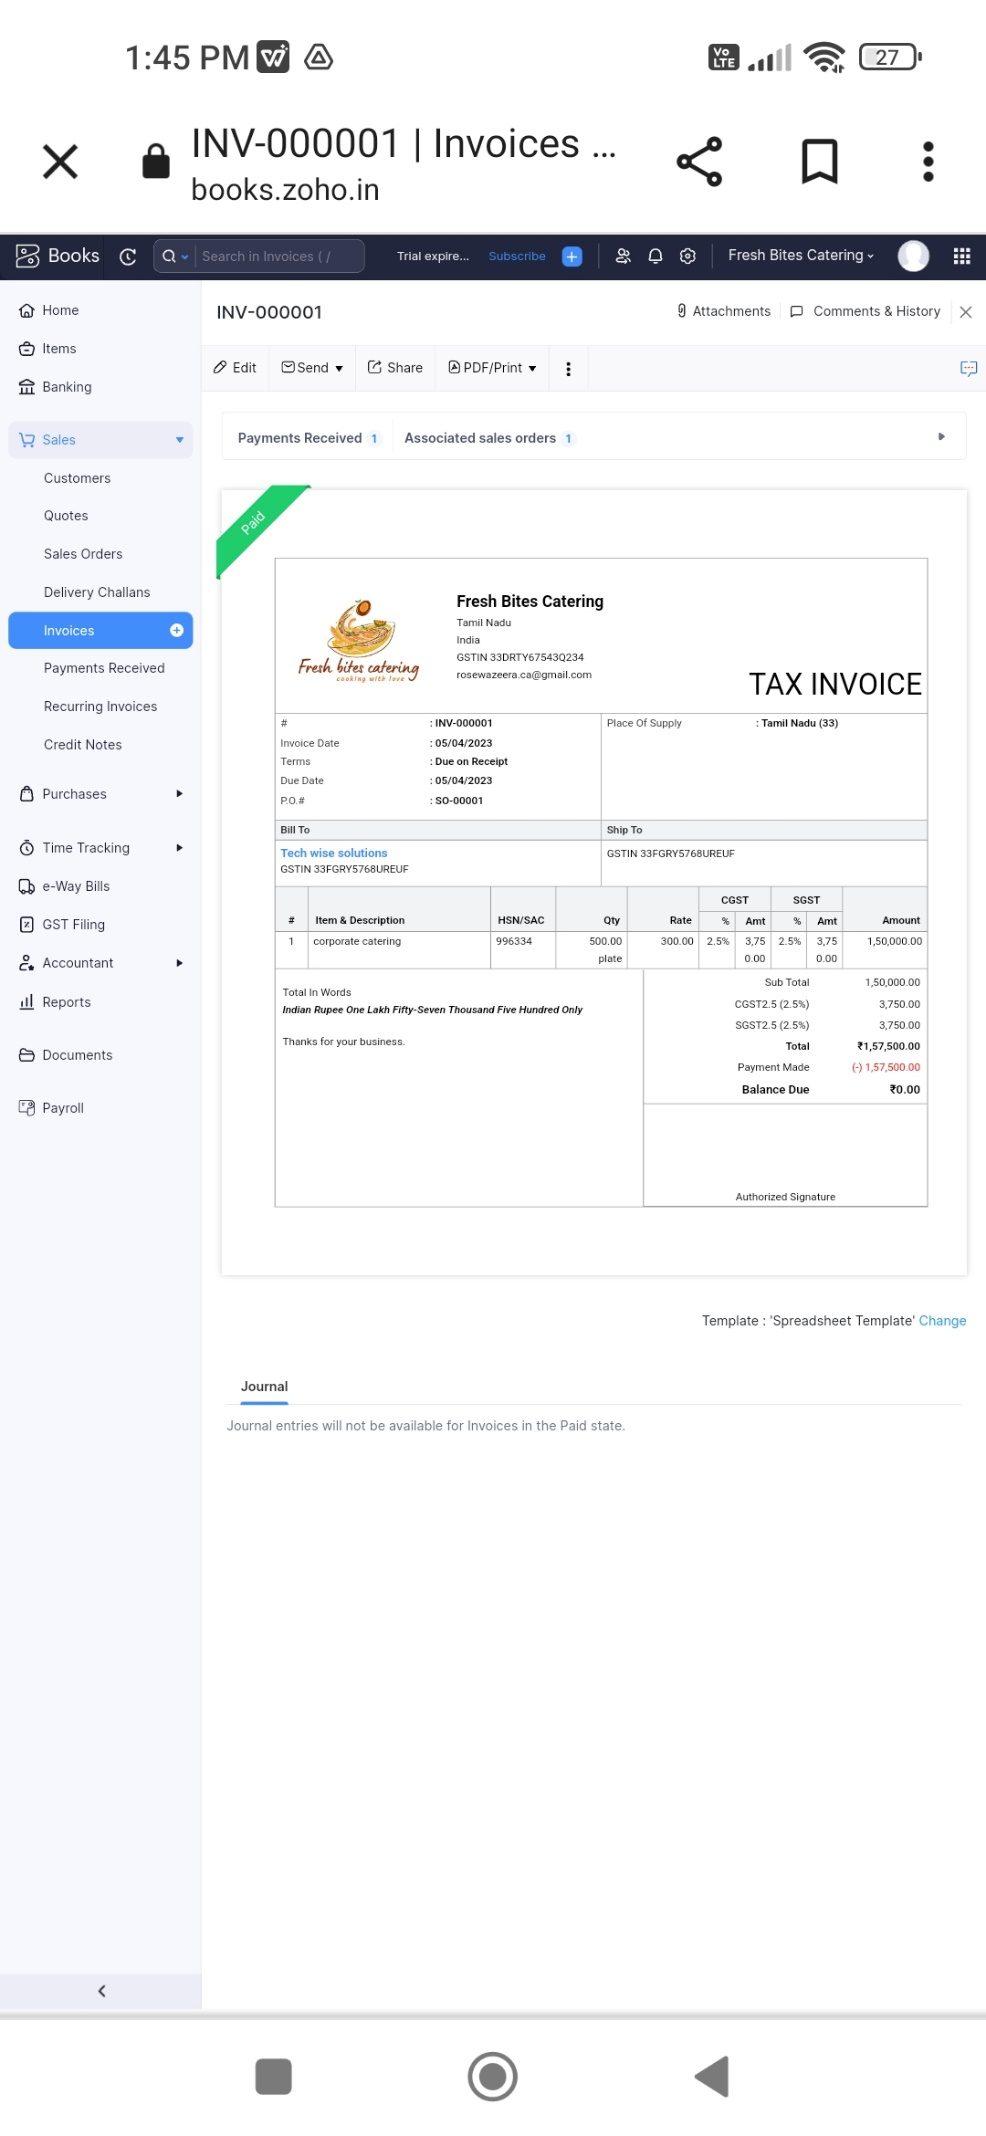 1:45 PM
Vo LTE
27
INV-000001 | Invoices ...
books.zoho.in
Books
Search in Invoices ( /
Trial expire...
Subscribe
Fresh Bites Catering
Home
Items
Banking
Sales
Customers
Quotes
Sales Orders
Delivery Challans
Invoices
Payments Received
Recurring Invoices
Credit Notes
Purchases
Time Tracking
e-Way Bills
GST Filing
Accountant
Reports
Documents
Payroll
INV-000001
Attachments
Comments & History
Edit
Send
Share
PDF/Print
Payments Received 1
Associated sales orders 1
Paid
Fresh bites catering
cooking with love
Fresh Bites Catering
Tamil Nadu
India
GSTIN 33DRTY67543Q234
rosewazeera.ca@gmail.com
TAX INVOICE
# : INV-000001
Invoice Date : 05/04/2023
Terms : Due on Receipt
Due Date : 05/04/2023
P.O.# : SO-00001
Place Of Supply : Tamil Nadu (33)
Bill To
Tech wise solutions
GSTIN 33FGRY5768UREUF
Ship To
GSTIN 33FGRY5768UREUF
CGST SGST
# Item & Description HSN/SAC Qty Rate % Amt % Amt Amount
1 corporate catering 996334 500.00 300.00 2.5% 3,75 2.5% 3,75 1,50,000.00
plate 0.00 0.00
Total In Words
Indian Rupee One Lakh Fifty-Seven Thousand Five Hundred Only
Thanks for your business.
Sub Total 1,50,000.00
CGST2.5 (2.5%) 3,750.00
SGST2.5 (2.5%) 3,750.00
Total ₹1,57,500.00
Payment Made (-) 1,57,500.00
Balance Due ₹0.00
Authorized Signature
Template : 'Spreadsheet Template' Change
Journal
Journal entries will not be available for Invoices in the Paid state.